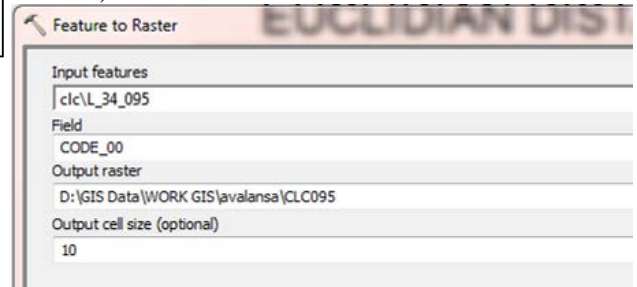 Feature to Raster
EUCLIDIAN DIST
Input features
clc\L_34_095
Field
CODE_00
Output raster
D:\GIS Data\WORK GIS\avalansa\CLC095
Output cell size (optional)
10